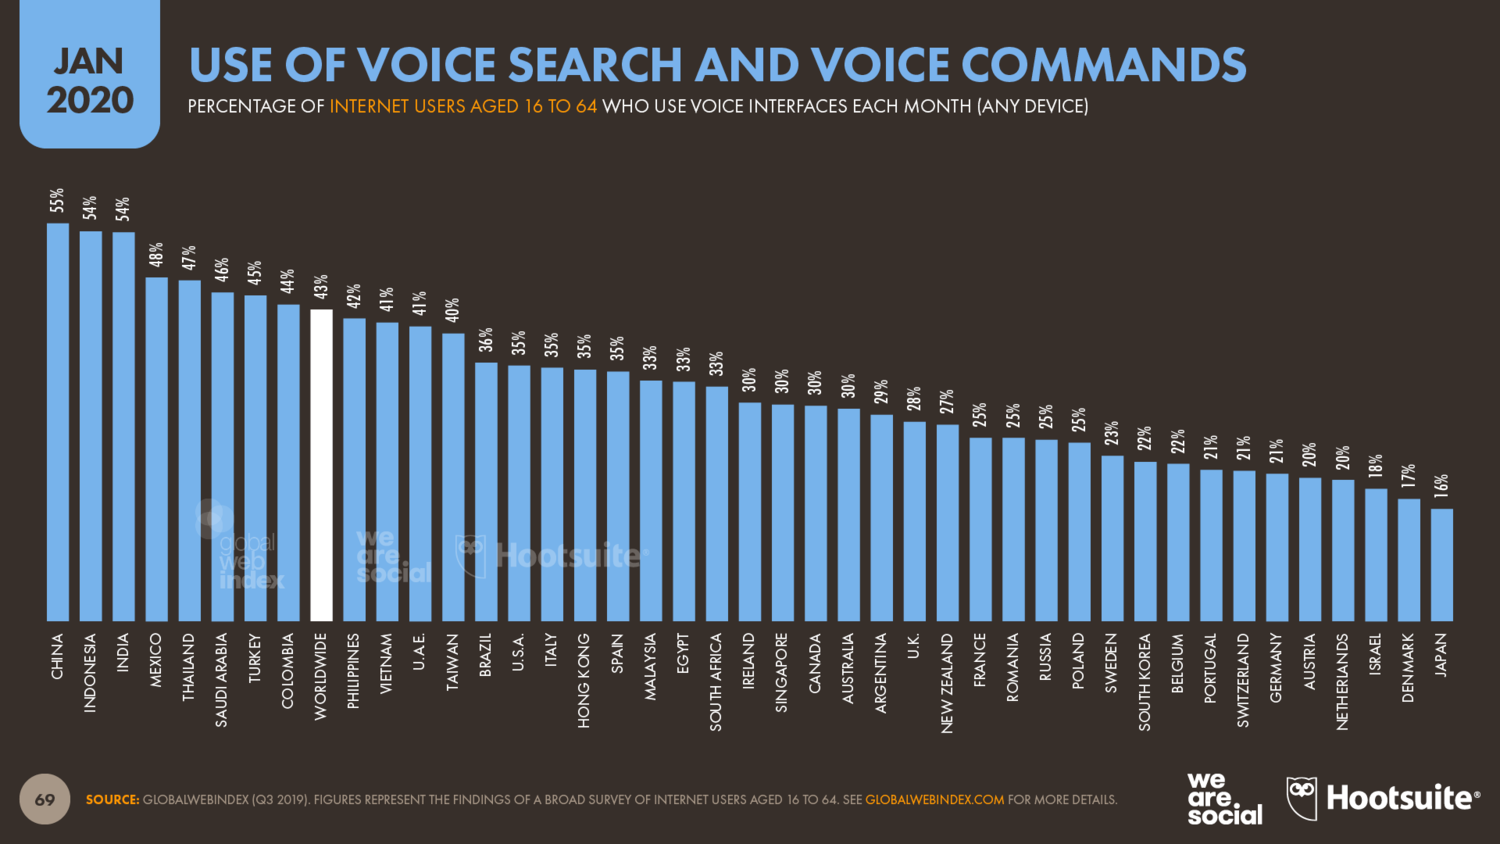 JAN
2020
USE OF VOICE SEARCH AND VOICE COMMANDS
PERCENTAGE OF INTERNET USERS AGED 16 TO 64 WHO USE VOICE INTERFACES EACH MONTH (ANY DEVICE)
55%
54%
54%
48%
47%
46%
45%
44%
43%
42%
41%
41%
40%
36%
35%
35%
35%
35%
33%
33%
33%
30%
30%
30%
30%
29%
28%
27%
25%
25%
25%
25%
23%
22%
22%
21%
21%
21%
20%
20%
18%
17%
16%
global
web
index
we
are
social
Hootsuite®
CHINA
INDONESIA
INDIA
MEXICO
THAILAND
SAUDI ARABIA
TURKEY
COLOMBIA
WORLDWIDE
PHILIPPINES
VIETNAM
U.A.E.
TAIWAN
BRAZIL
U.S.A.
ITALY
HONG KONG
SPAIN
MALAYSIA
EGYPT
SOUTH AFRICA
IRELAND
SINGAPORE
CANADA
AUSTRALIA
ARGENTINA
U.K.
NEW ZEALAND
FRANCE
ROMANIA
RUSSIA
POLAND
SWEDEN
SOUTH KOREA
BELGIUM
PORTUGAL
SWITZERLAND
GERMANY
AUSTRIA
NETHERLANDS
ISRAEL
DENMARK
JAPAN
69
SOURCE: GLOBALWEBINDEX (Q3 2019). FIGURES REPRESENT THE FINDINGS OF A BROAD SURVEY OF INTERNET USERS AGED 16 TO 64. SEE GLOBALWEBINDEX.COM FOR MORE DETAILS.
we
are
social
Hootsuite®